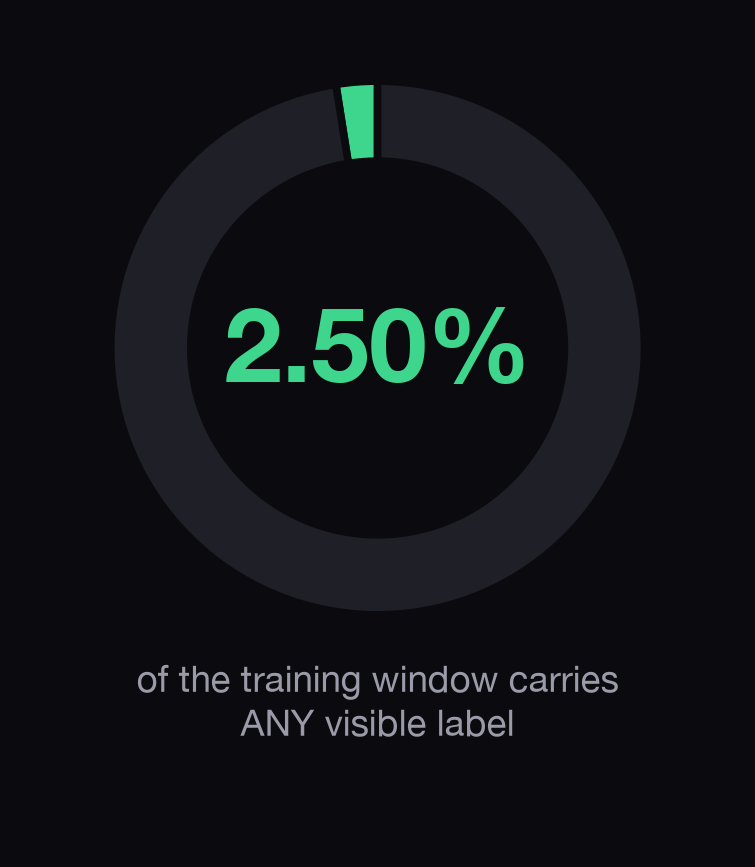 2.50%
of the training window carries
ANY visible label